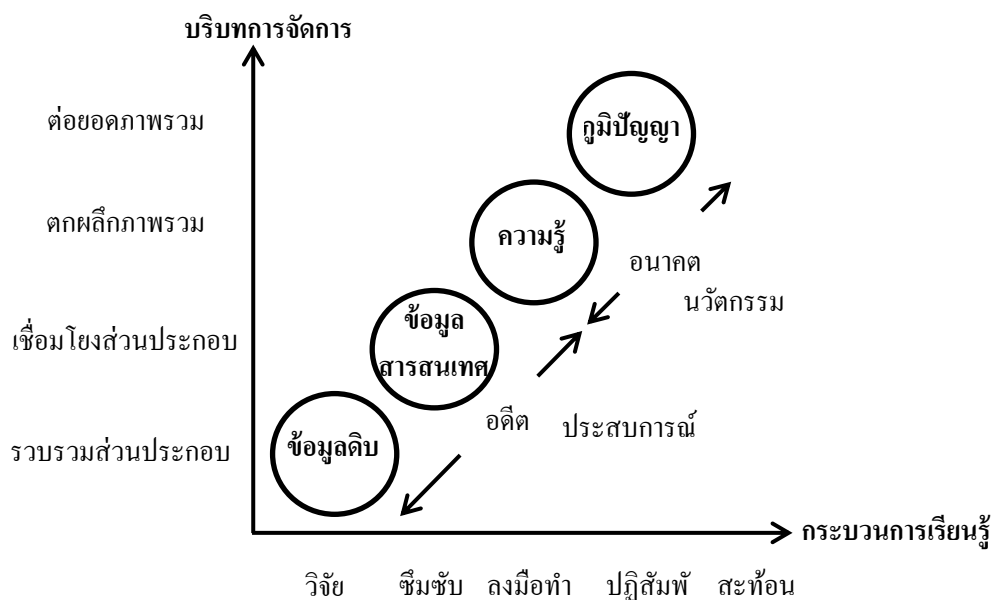 บริบทการจัดการ
ต่อยอดภาพรวม
ภูมิปัญญา
ตกผลึกภาพรวม
ความรู้
อนาคต
นวัตกรรม
เชื่อมโยงส่วนประกอบ
ข้อมูล
สารสนเทศ
อดีต
ประสบการณ์
รวบรวมส่วนประกอบ
ข้อมูลดิบ
กระบวนการเรียนรู้
วิจัย ซึมซับ ลงมือทำ ปฏิสัมพั สะท้อน